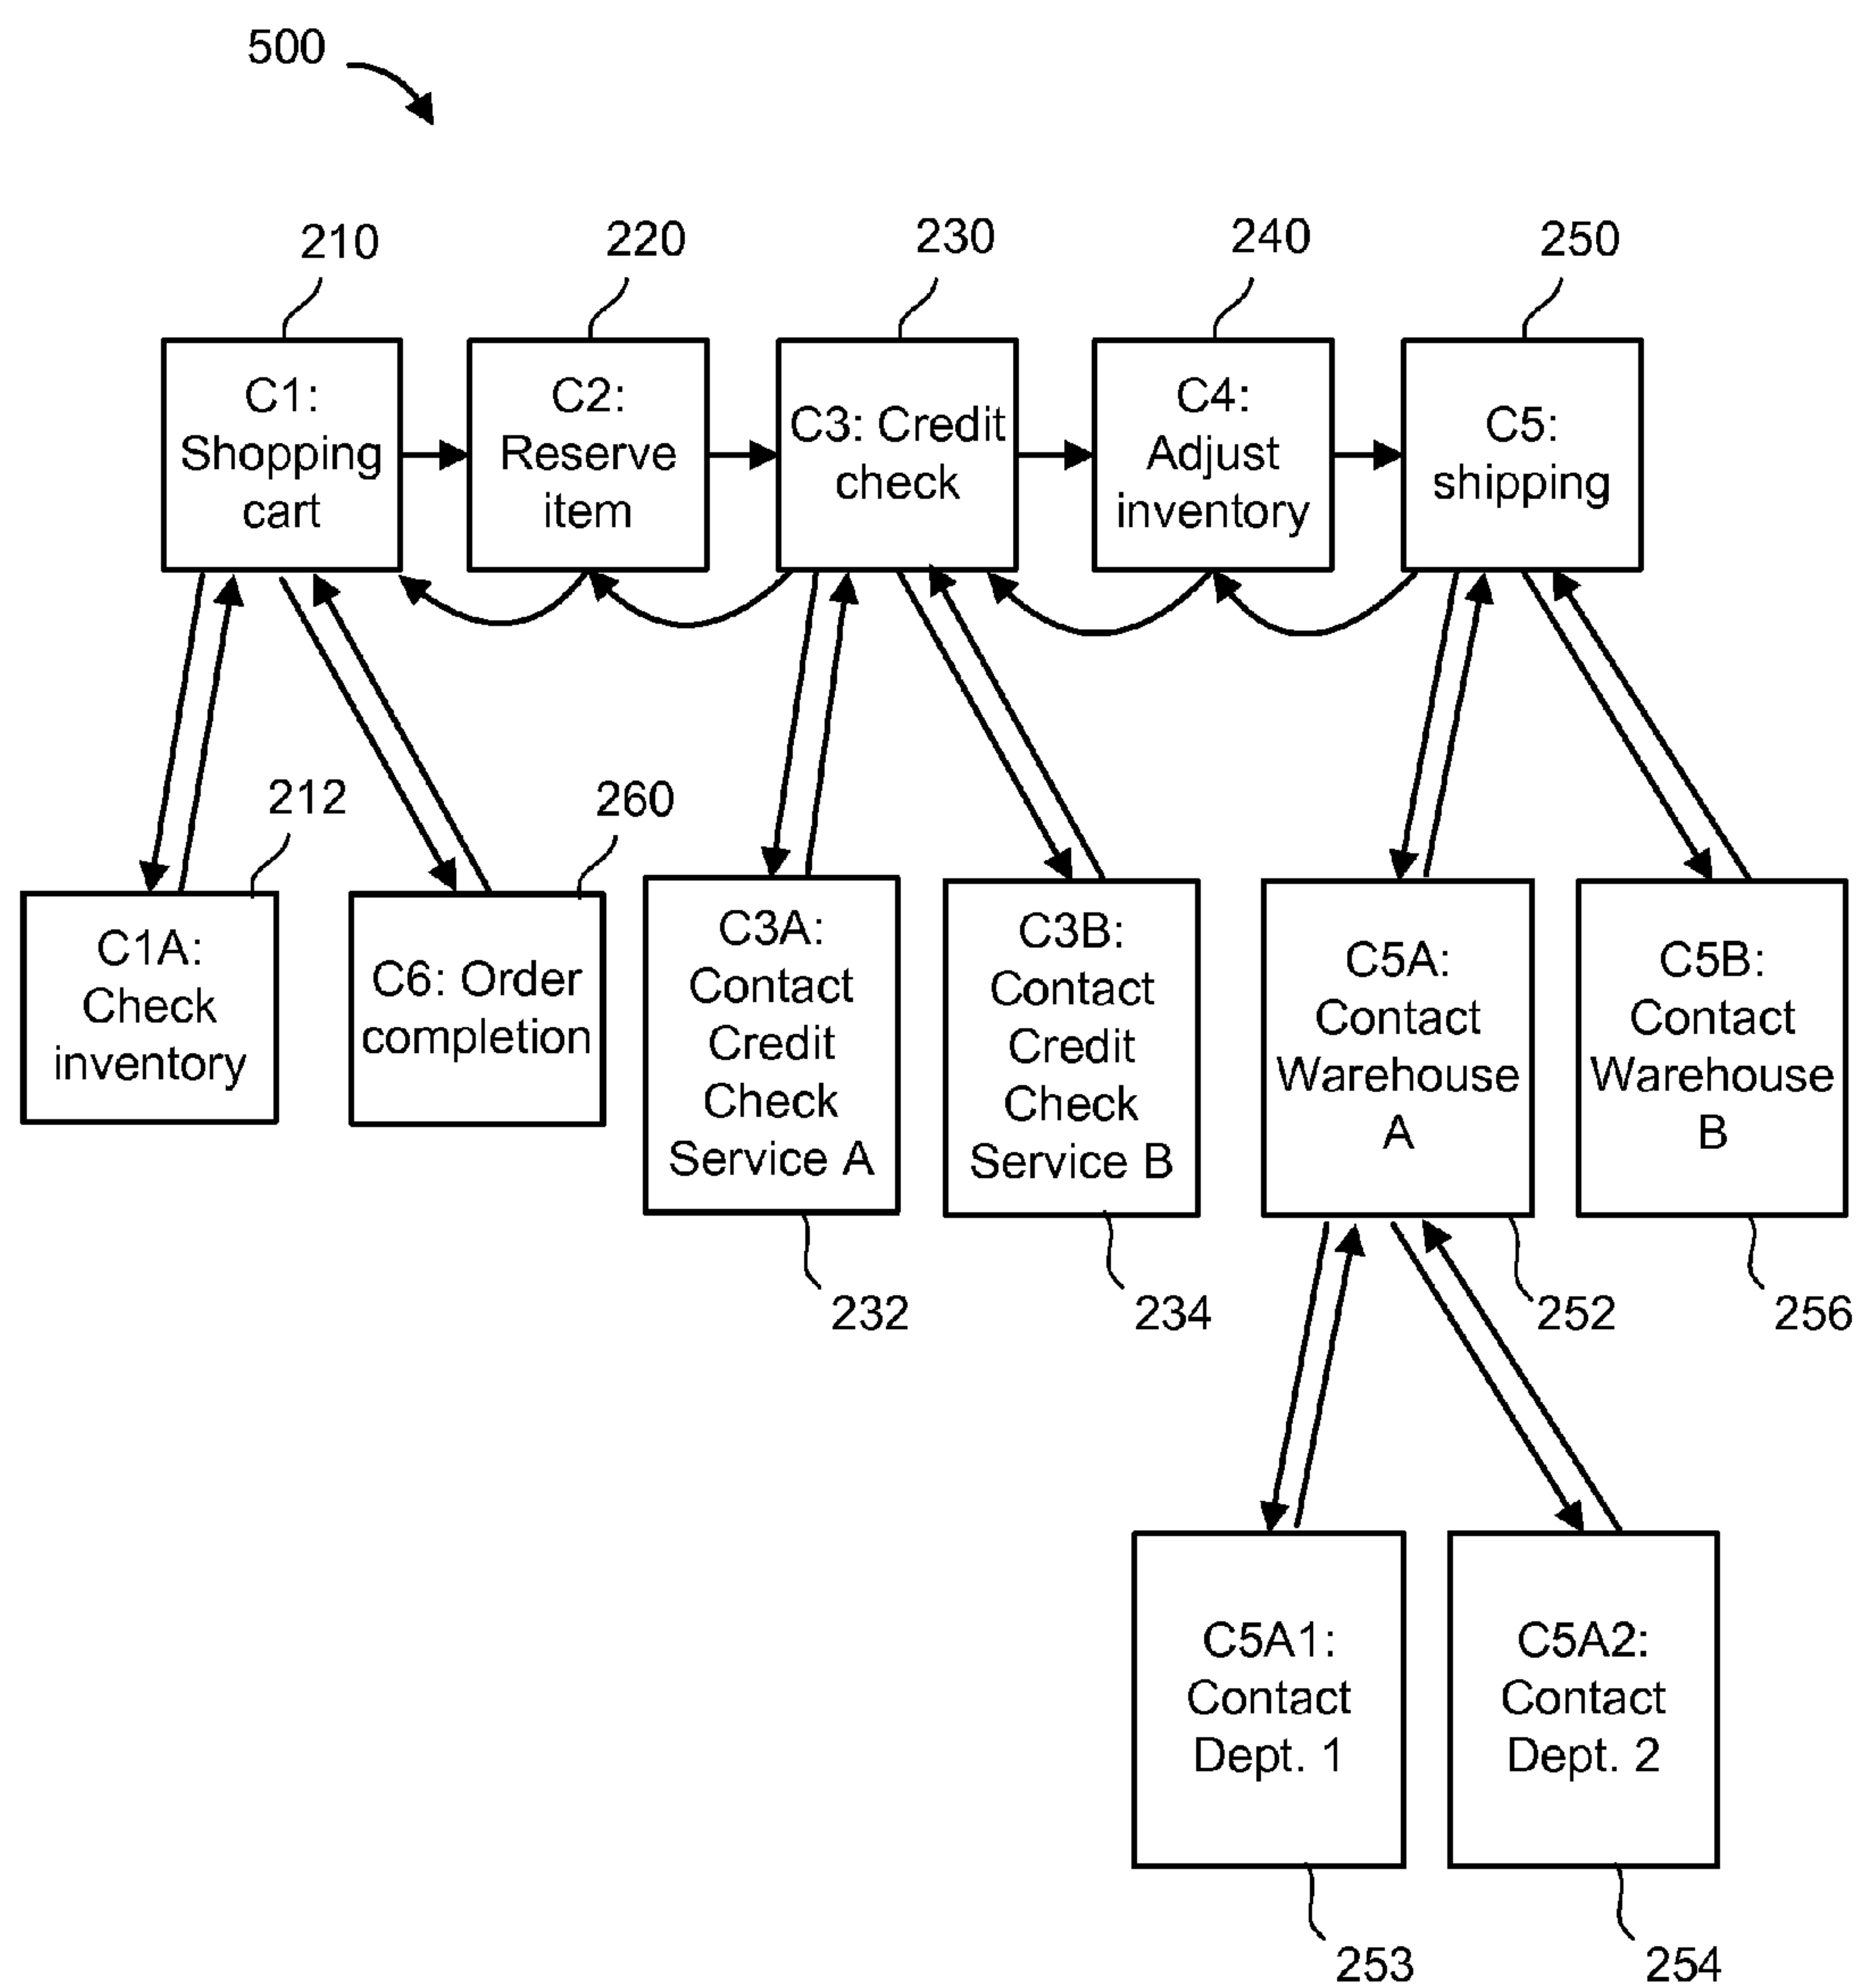 500
210
220
230
240
250
C1:
Shopping
cart
C2:
Reserve
item
C3: Credit
check
C4:
Adjust
inventory
C5:
shipping
212
260
C1A:
Check
inventory
C6: Order
completion
C3A:
Contact
Credit
Check
Service A
C3B:
Contact
Credit
Check
Service B
C5A:
Contact
Warehouse
A
C5B:
Contact
Warehouse
B
232
234
252
256
C5A1:
Contact
Dept. 1
C5A2:
Contact
Dept. 2
253
254